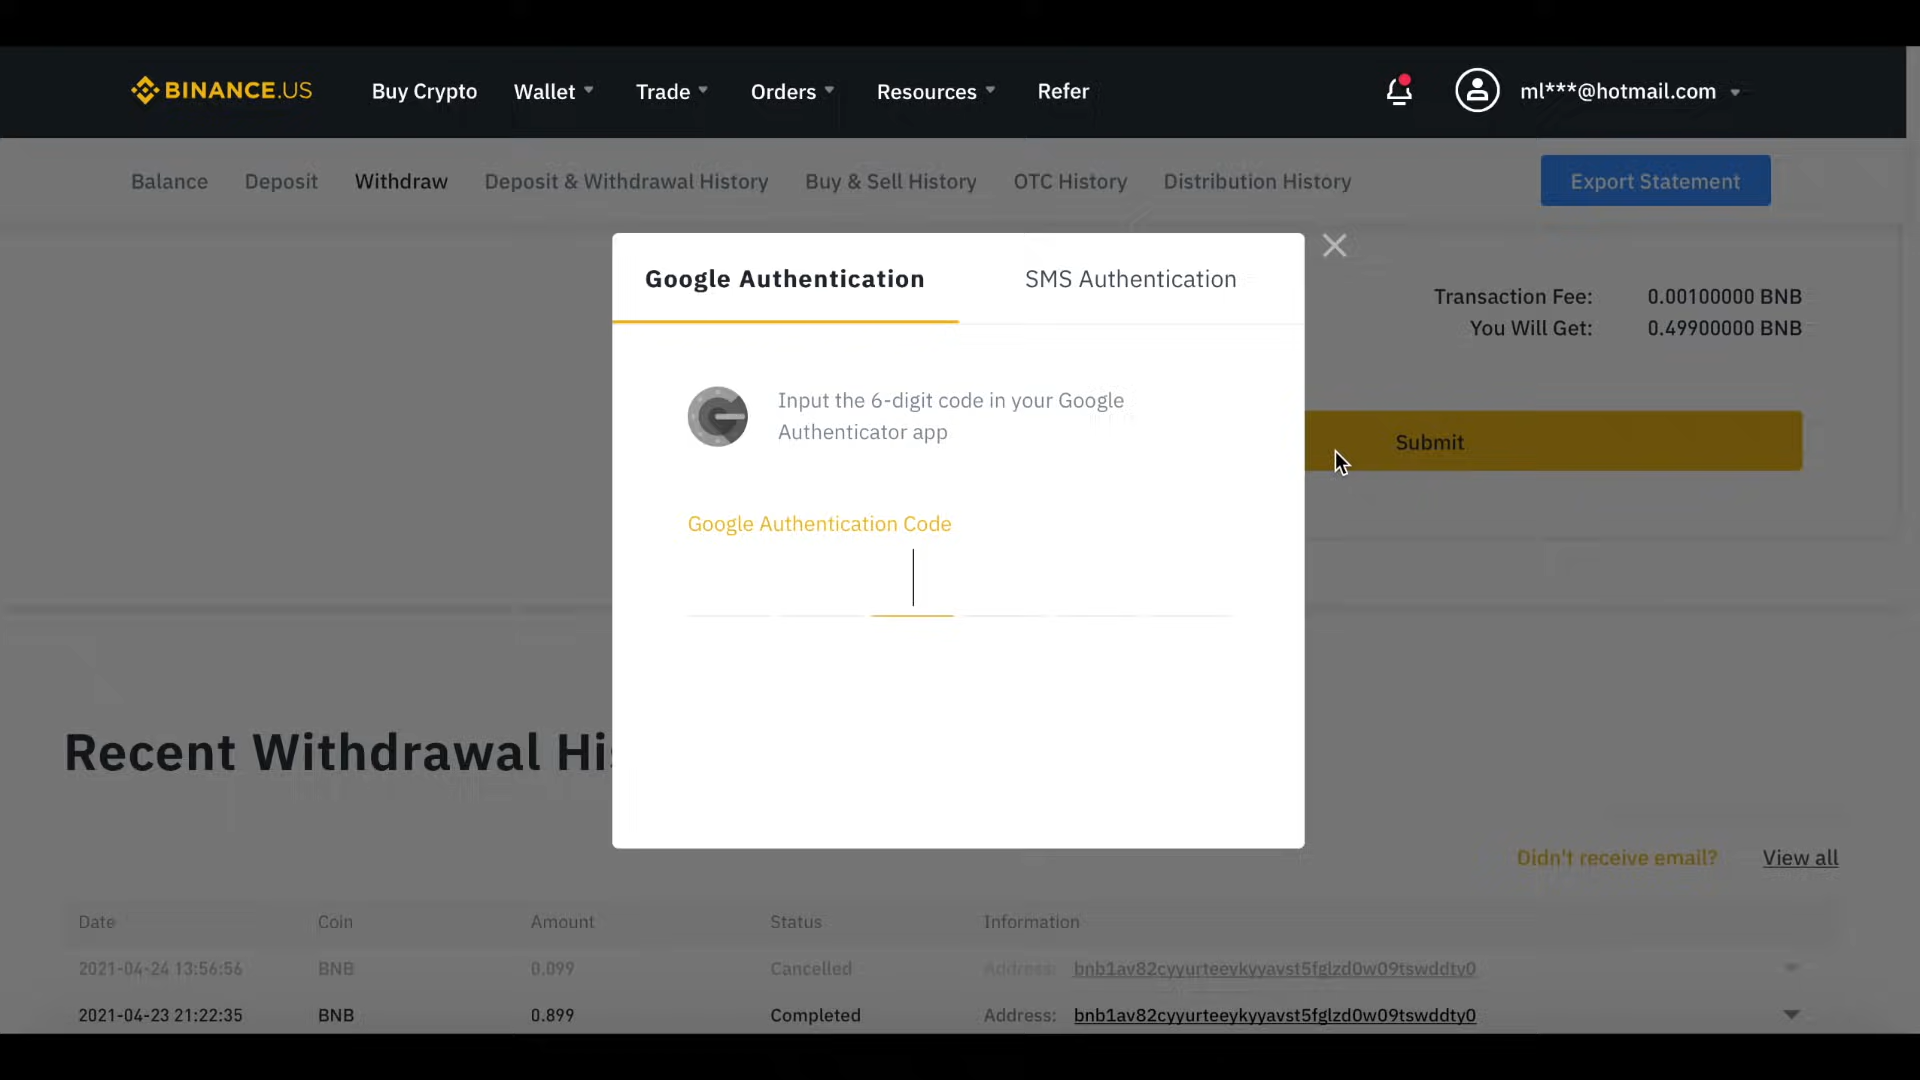 BINANCE.US Buy Crypto Wallet Trade Orders Resources Refer ml***@hotmail.com
Balance Deposit Withdraw Deposit & Withdrawal History Buy & Sell History OTC History Distribution History Export Statement
Google Authentication SMS Authentication
Transaction Fee: 0.00100000 BNB
You Will Get: 0.49900000 BNB
Input the 6-digit code in your Google
Authenticator app
Submit
Google Authentication Code
Recent Withdrawal His
Didn't receive email? View all
Date Coin Amount Status Information
2021-04-24 13:56:56 BNB 0.099 Cancelled Address: bnb1av82cyyurteeykyyavst5fglzd0w09tswddty0
2021-04-23 21:22:35 BNB 0.899 Completed Address: bnb1av82cyyurteeykyyavst5fglzd0w09tswddty0